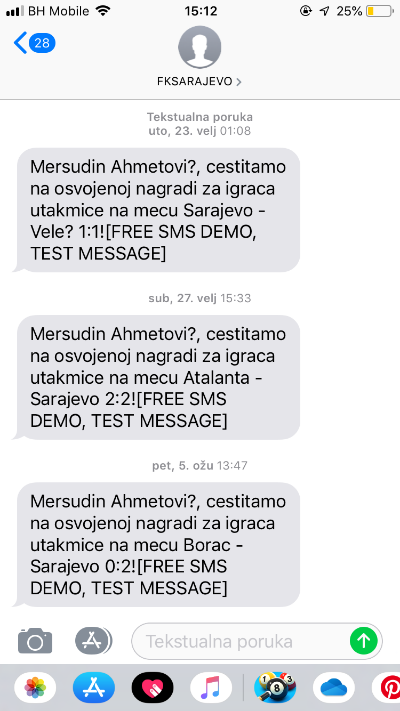 BH Mobile
15:12
25%
28
FKSARAJEVO
Tekstualna poruka
uto, 23. velj 01:08
Mersudin Ahmetovi?, cestitamo
na osvojenoj nagradi za igraca
utakmice na mecu Sarajevo -
Vele? 1:1![FREE SMS DEMO,
TEST MESSAGE]
sub, 27. velj 15:33
Mersudin Ahmetovi?, cestitamo
na osvojenoj nagradi za igraca
utakmice na mecu Atalanta -
Sarajevo 2:2![FREE SMS
DEMO, TEST MESSAGE]
pet, 5. ožu 13:47
Mersudin Ahmetovi?, cestitamo
na osvojenoj nagradi za igraca
utakmice na mecu Borac -
Sarajevo 0:2![FREE SMS
DEMO, TEST MESSAGE]
Tekstualna poruka